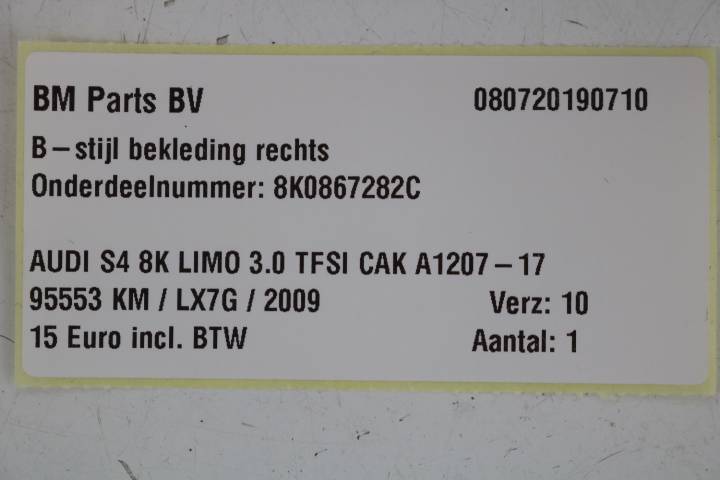 BM Parts BV 080720190710
B-stijl bekleding rechts
Onderdeelnummer: 8K0867282C
AUDI S4 8K LIMO 3.0 TFSI CAK A1207-17
95553 KM / LX7G / 2009 Verz: 10
15 Euro incl. BTW Aantal: 1